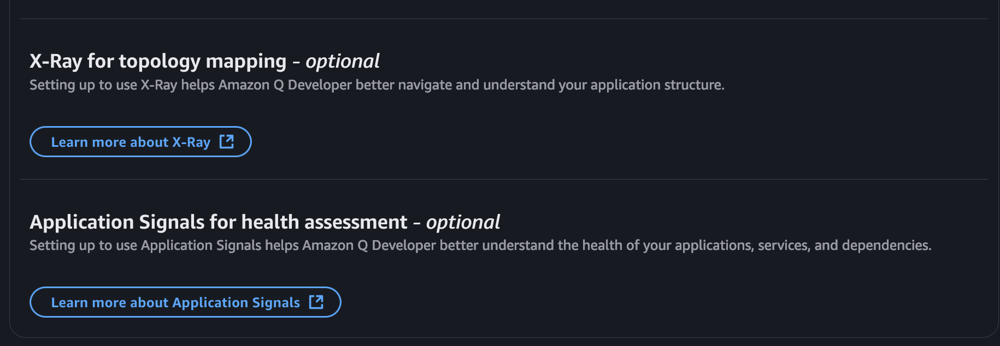 X-Ray for topology mapping - optional
Setting up to use X-Ray helps Amazon Q Developer better navigate and understand your application structure.
Learn more about X-Ray
Application Signals for health assessment - optional
Setting up to use Application Signals helps Amazon Q Developer better understand the health of your applications, services, and dependencies.
Learn more about Application Signals